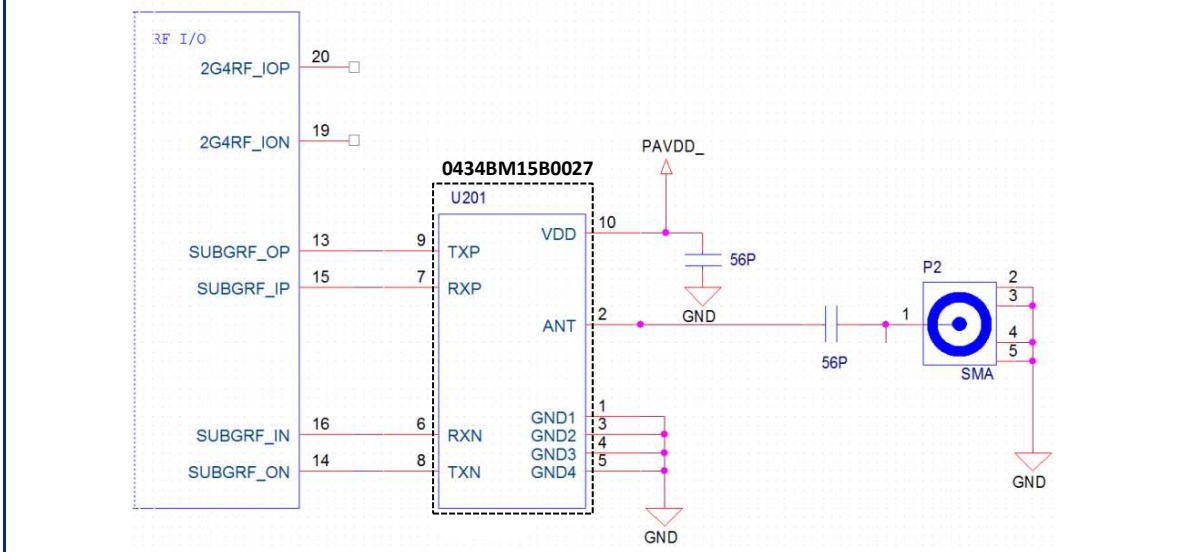 RF I/O
2G4RF_IOP
20
2G4RF_ION
19
PAVDD_
0434BM15B0027
U201
VDD
10
SUBGRF_OP
13
9
TXP
56P
P2
SUBGRF_IP
15
7
RXP
2
3
GND
ANT
2
1
4
5
56P
SMA
GND1
1
SUBGRF_IN
16
6
RXN
GND2
3
GND3
4
SUBGRF_ON
14
8
TXN
GND4
5
GND
GND